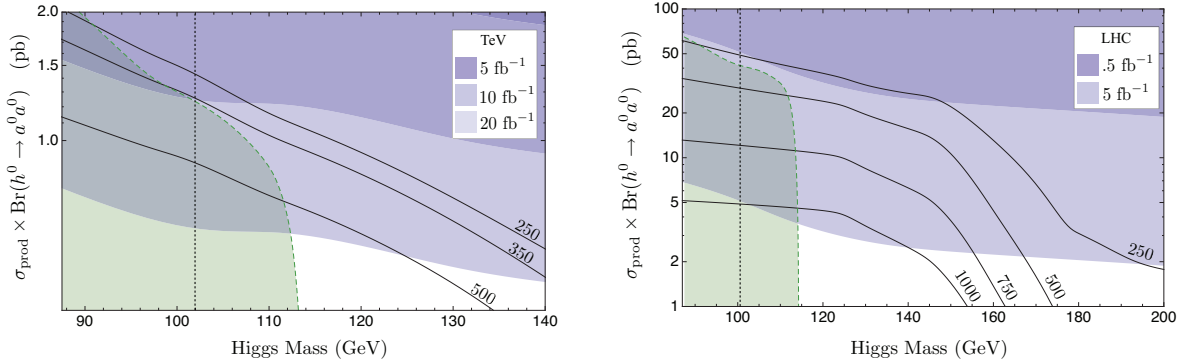 2.0
1.5
1.0
σ_prod × Br(h⁰ → a⁰a⁰) (pb)
TeV
5 fb⁻¹
10 fb⁻¹
20 fb⁻¹
250
350
500
90 100 110 120 130 140
Higgs Mass (GeV)
100
50
20
10
5
2
1
σ_prod × Br(h⁰ → a⁰a⁰) (pb)
LHC
.5 fb⁻¹
5 fb⁻¹
1000
750
500
250
100 120 140 160 180 200
Higgs Mass (GeV)